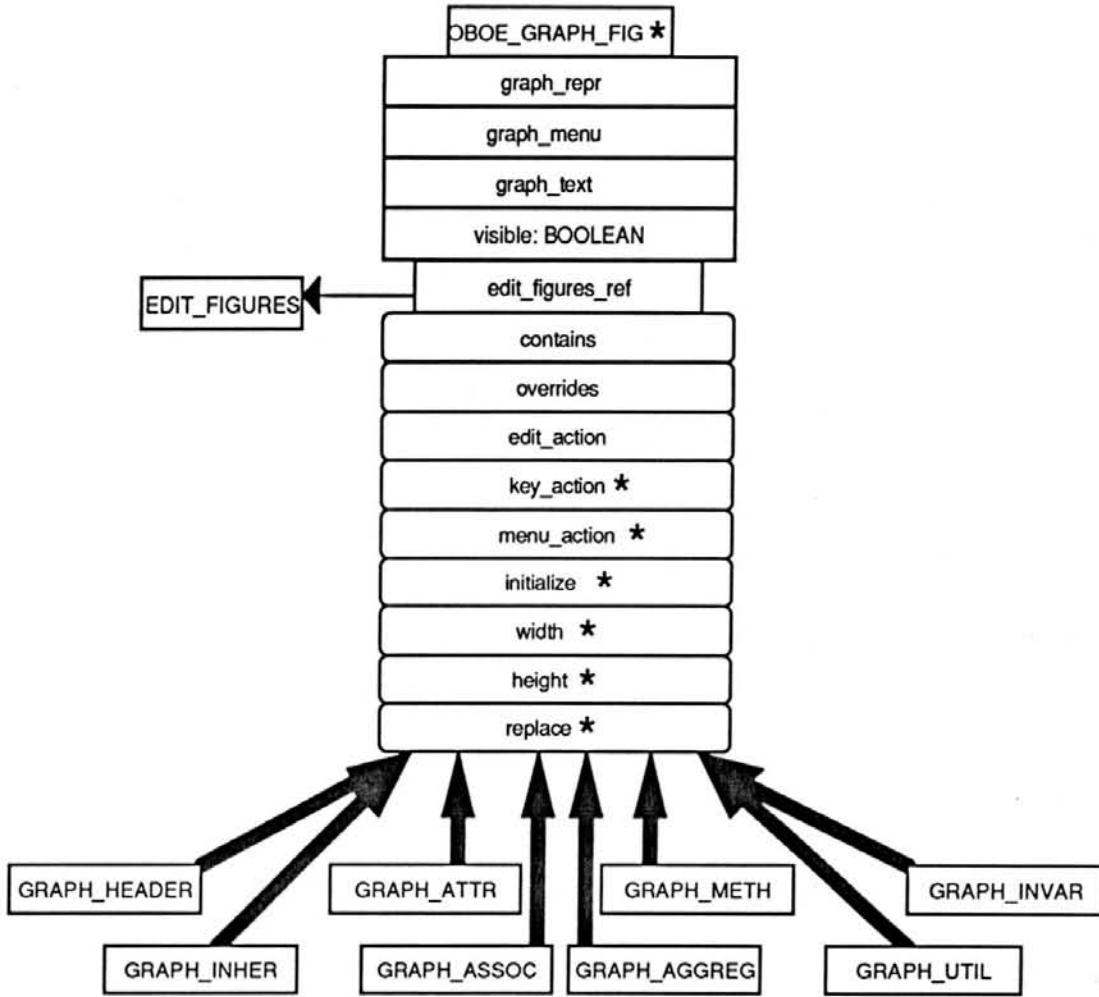 OBOE_GRAPH_FIG *
graph_repr
graph_menu
graph_text
visible: BOOLEAN
edit_figures_ref
EDIT_FIGURES
contains
overrides
edit_action
key_action *
menu_action *
initialize *
width *
height *
replace *
GRAPH_HEADER
GRAPH_ATTR
GRAPH_METH
GRAPH_INVAR
GRAPH_INHER
GRAPH_ASSOC
GRAPH_AGGREG
GRAPH_UTIL